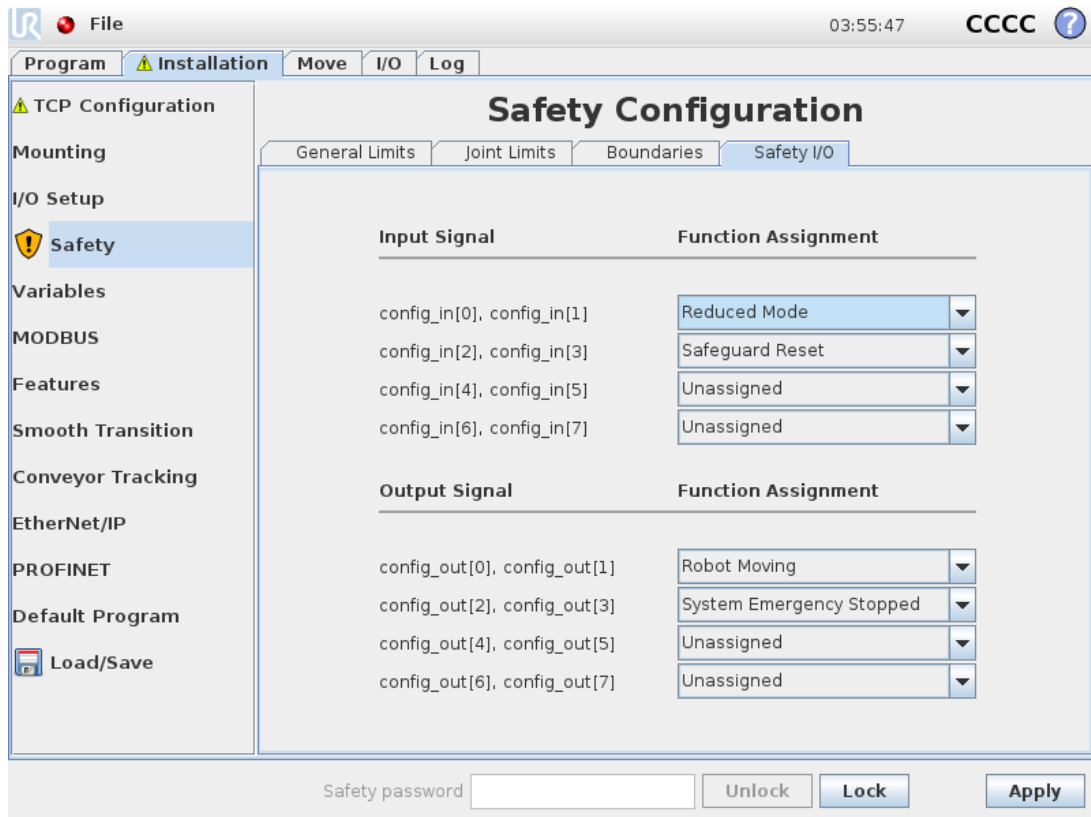 UR File 03:55:47 CCCC ?
Program Installation Move I/O Log
TCP Configuration
Mounting
I/O Setup
Safety
Variables
MODBUS
Features
Smooth Transition
Conveyor Tracking
EtherNet/IP
PROFINET
Default Program
Load/Save
Safety Configuration
General Limits Joint Limits Boundaries Safety I/O
Input Signal Function Assignment
config_in[0], config_in[1] Reduced Mode
config_in[2], config_in[3] Safeguard Reset
config_in[4], config_in[5] Unassigned
config_in[6], config_in[7] Unassigned
Output Signal Function Assignment
config_out[0], config_out[1] Robot Moving
config_out[2], config_out[3] System Emergency Stopped
config_out[4], config_out[5] Unassigned
config_out[6], config_out[7] Unassigned
Safety password Unlock Lock Apply